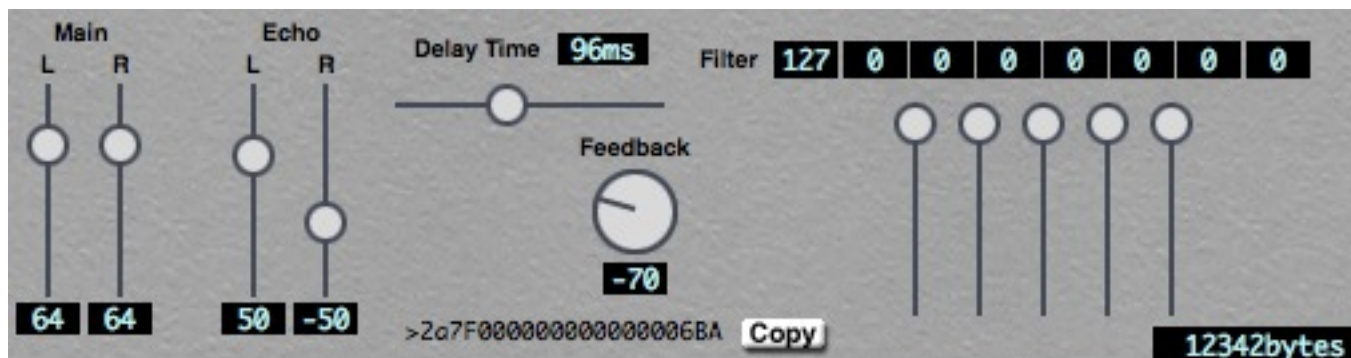 Main Echo Delay Time 96ms Filter 127 0 0 0 0 0 0 0
L R L R
Feedback
-70
64 64 50 -50
>2a7F000000000000006BA Copy
12342bytes